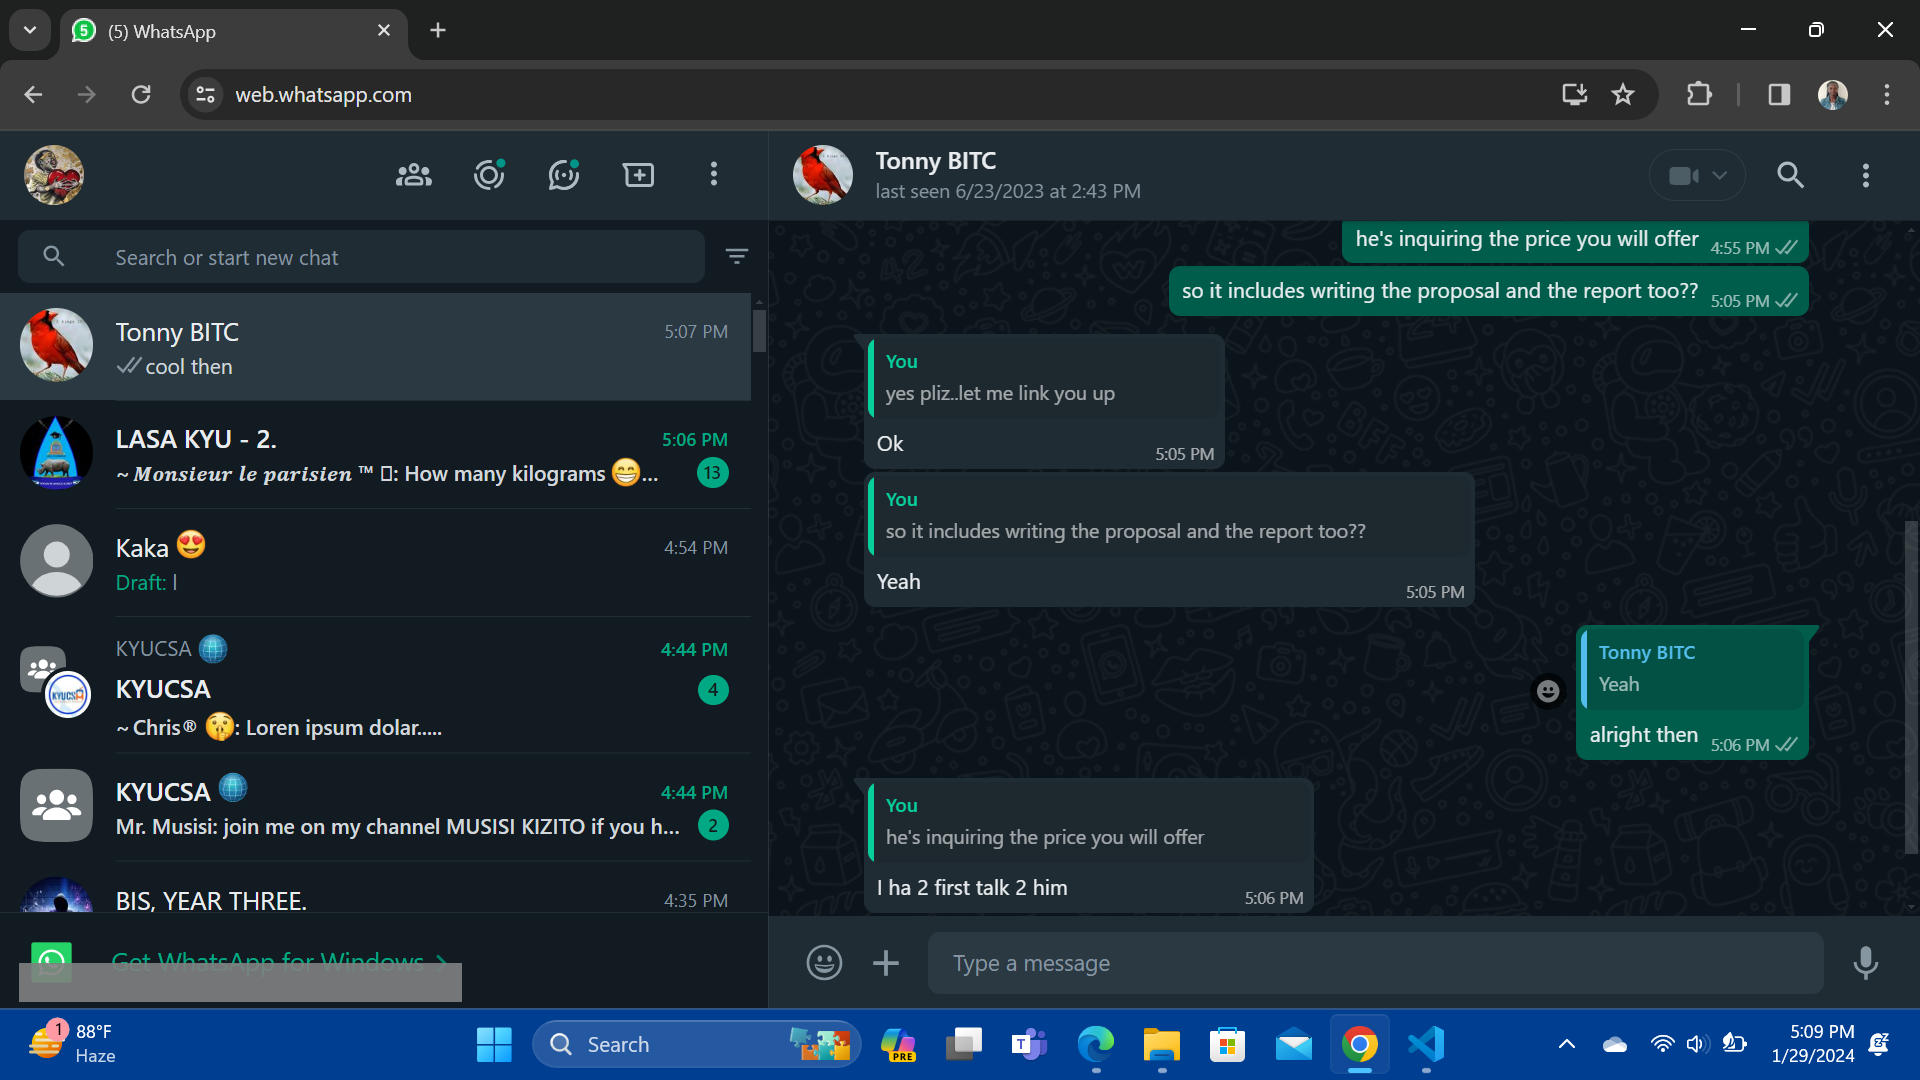 (5) WhatsApp
web.whatsapp.com
Tonny BITC
last seen 6/23/2023 at 2:43 PM
Search or start new chat
Tonny BITC
5:07 PM
cool then
LASA KYU - 2.
5:06 PM
~ Monsieur le parisien ™ : How many kilograms 😁...
13
Kaka 😍
4:54 PM
Draft: l
KYUCSA 🌐
4:44 PM
KYUCSA
4
~ Chris® 🤫: Loren ipsum dolar.....
KYUCSA 🌐
4:44 PM
Mr. Musisi: join me on my channel MUSISI KIZITO if you h...
2
BIS, YEAR THREE.
4:35 PM
Get WhatsApp for Windows
he's inquiring the price you will offer
4:55 PM
so it includes writing the proposal and the report too??
5:05 PM
You
yes pliz..let me link you up
Ok
5:05 PM
You
so it includes writing the proposal and the report too??
Yeah
5:05 PM
Tonny BITC
Yeah
alright then
5:06 PM
You
he's inquiring the price you will offer
I ha 2 first talk 2 him
5:06 PM
Type a message
1
88°F
Haze
Search
PRE
5:09 PM
1/29/2024